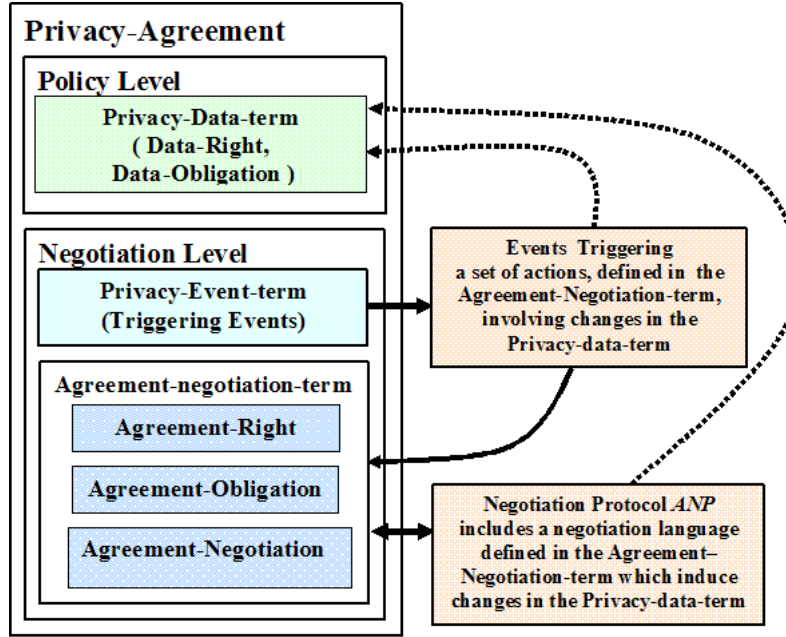 Privacy-Agreement
Policy Level
Privacy-Data-term
( Data-Right,
Data-Obligation )
Negotiation Level
Privacy-Event-term
(Triggering Events)
Agreement-negotiation-term
Agreement-Right
Agreement-Obligation
Agreement-Negotiation
Events Triggering
a set of actions, defined in the
Agreement-Negotiation-term,
involving changes in the
Privacy-data-term
Negotiation Protocol ANP
includes a negotiation language
defined in the Agreement–
Negotiation-term which induce
changes in the Privacy-data-term